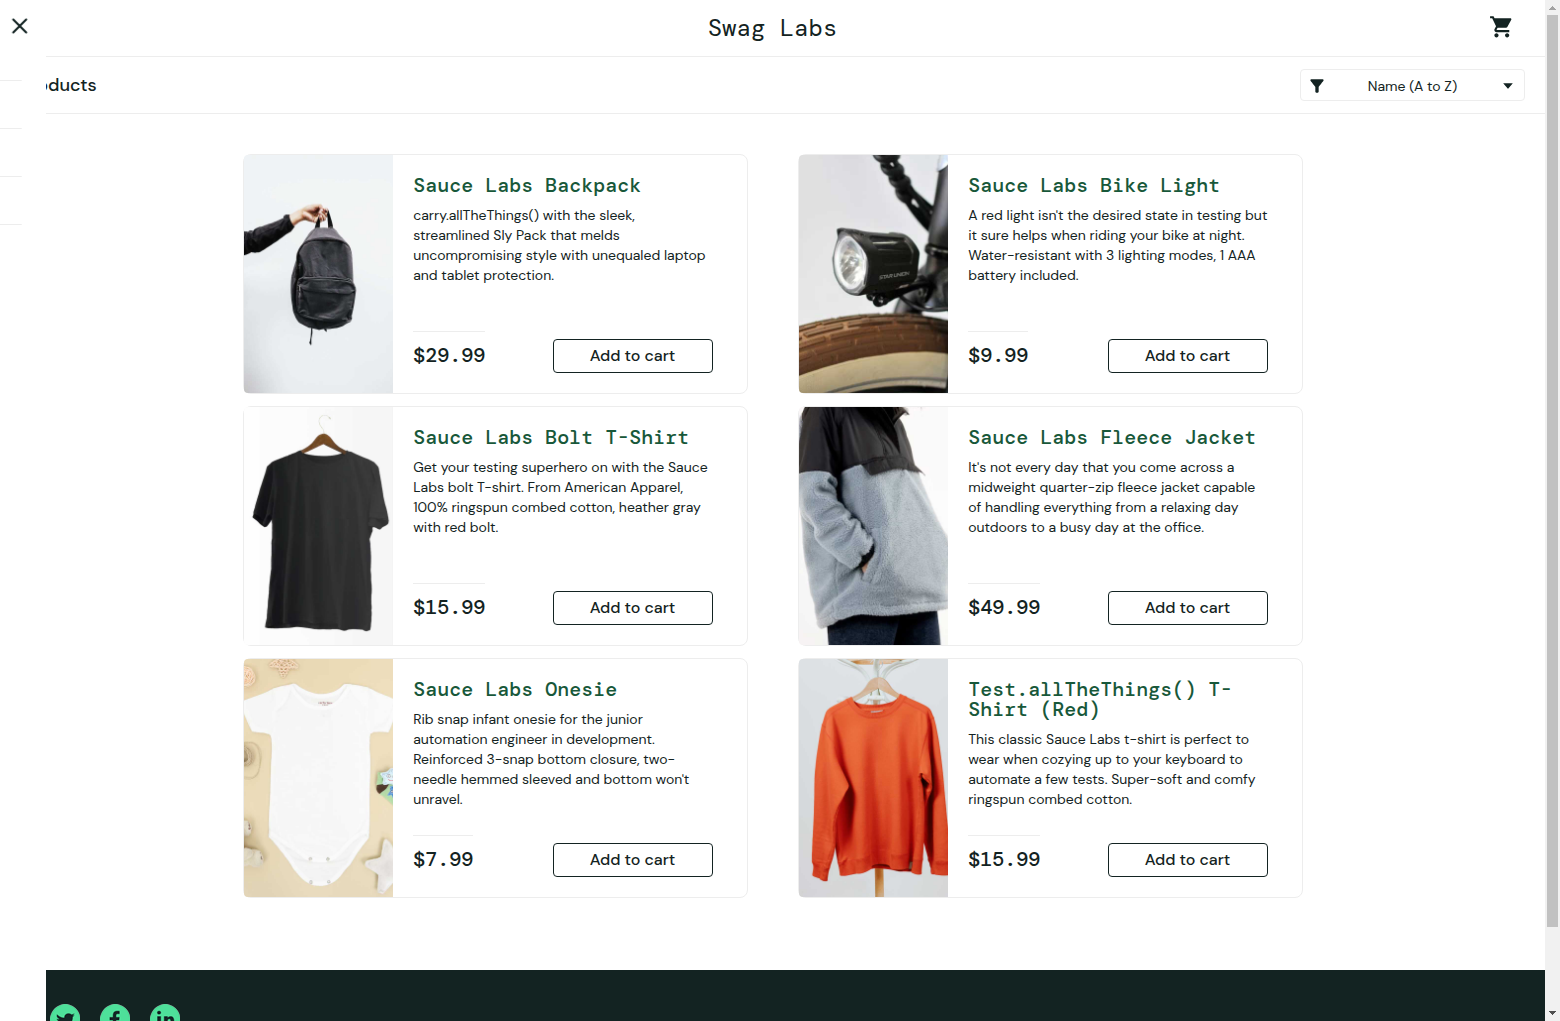 Swag Labs
oducts
Name (A to Z)
Sauce Labs Backpack
carry.allTheThings() with the sleek,
streamlined Sly Pack that melds
uncompromising style with unequaled laptop
and tablet protection.
$29.99
Add to cart
Sauce Labs Bike Light
A red light isn't the desired state in testing but
it sure helps when riding your bike at night.
Water-resistant with 3 lighting modes, 1 AAA
battery included.
$9.99
Add to cart
Sauce Labs Bolt T-Shirt
Get your testing superhero on with the Sauce
Labs bolt T-shirt. From American Apparel,
100% ringspun combed cotton, heather gray
with red bolt.
$15.99
Add to cart
Sauce Labs Fleece Jacket
It's not every day that you come across a
midweight quarter-zip fleece jacket capable
of handling everything from a relaxing day
outdoors to a busy day at the office.
$49.99
Add to cart
Sauce Labs Onesie
Rib snap infant onesie for the junior
automation engineer in development.
Reinforced 3-snap bottom closure, two-
needle hemmed sleeved and bottom won't
unravel.
$7.99
Add to cart
Test.allTheThings() T-
Shirt (Red)
This classic Sauce Labs t-shirt is perfect to
wear when cozying up to your keyboard to
automate a few tests. Super-soft and comfy
ringspun combed cotton.
$15.99
Add to cart